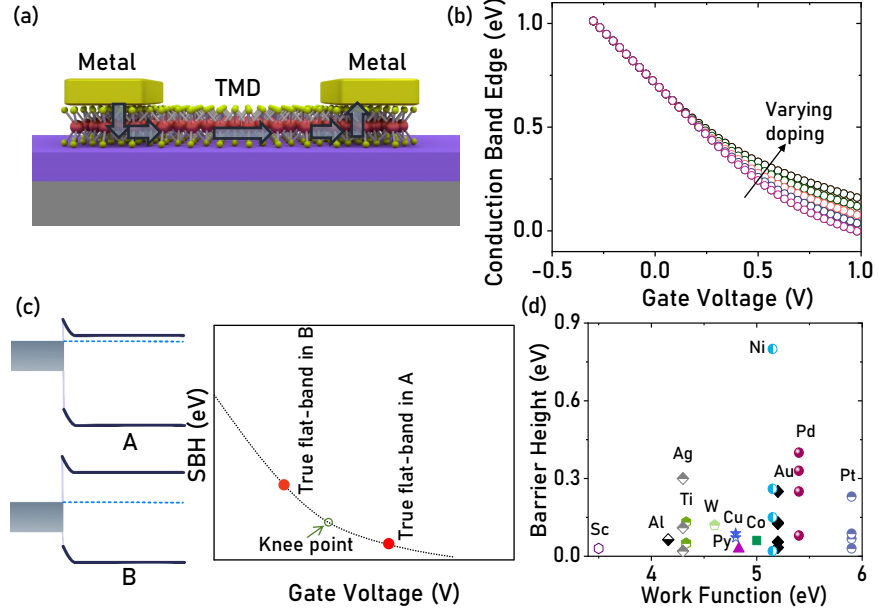 (a)
Metal
Metal
TMD
(b)
Conduction Band Edge (eV)
1.0
0.5
0.0
Varying
doping
-0.5
0.0
0.5
1.0
Gate Voltage (V)
(c)
A
B
SBH (eV)
True flat-band in B
True flat-band in A
Knee point
Gate Voltage (V)
(d)
Barrier Height (eV)
0.9
0.6
0.3
0.0
Ni
Pd
Ag
Au
Pt
Ti
W
Cu
Co
Al
Py
Sc
4
5
6
Work Function (eV)